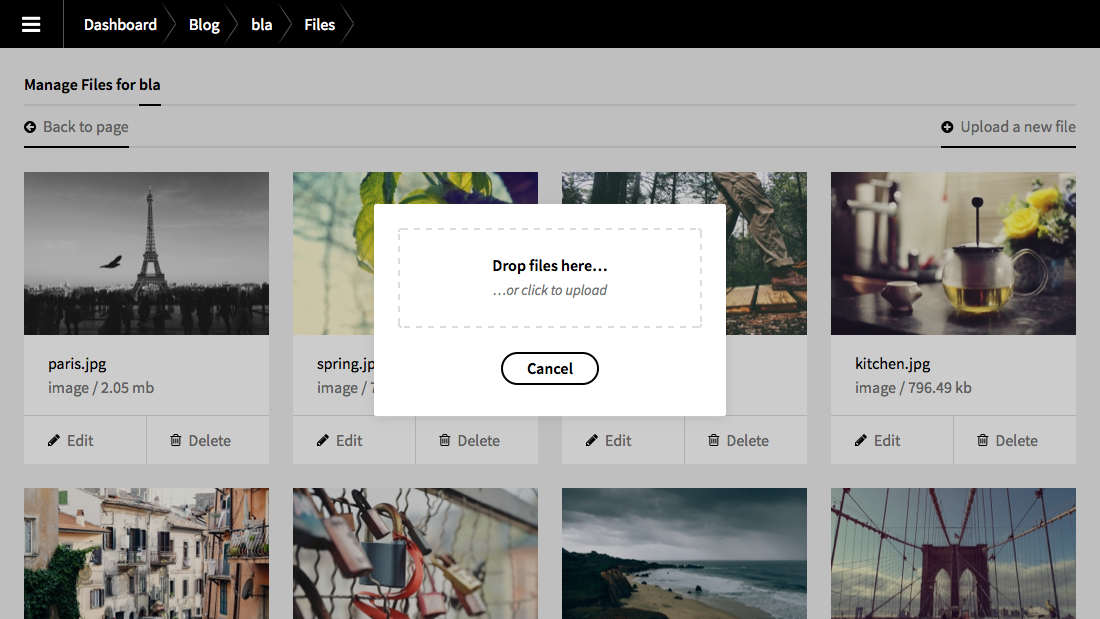 Dashboard Blog bla Files
Manage Files for bla
Back to page
Upload a new file
Drop files here...
...or click to upload
Cancel
paris.jpg
image / 2.05 mb
spring.jp
image / 7
kitchen.jpg
image / 796.49 kb
Edit Delete
Edit Delete
Edit Delete
Edit Delete